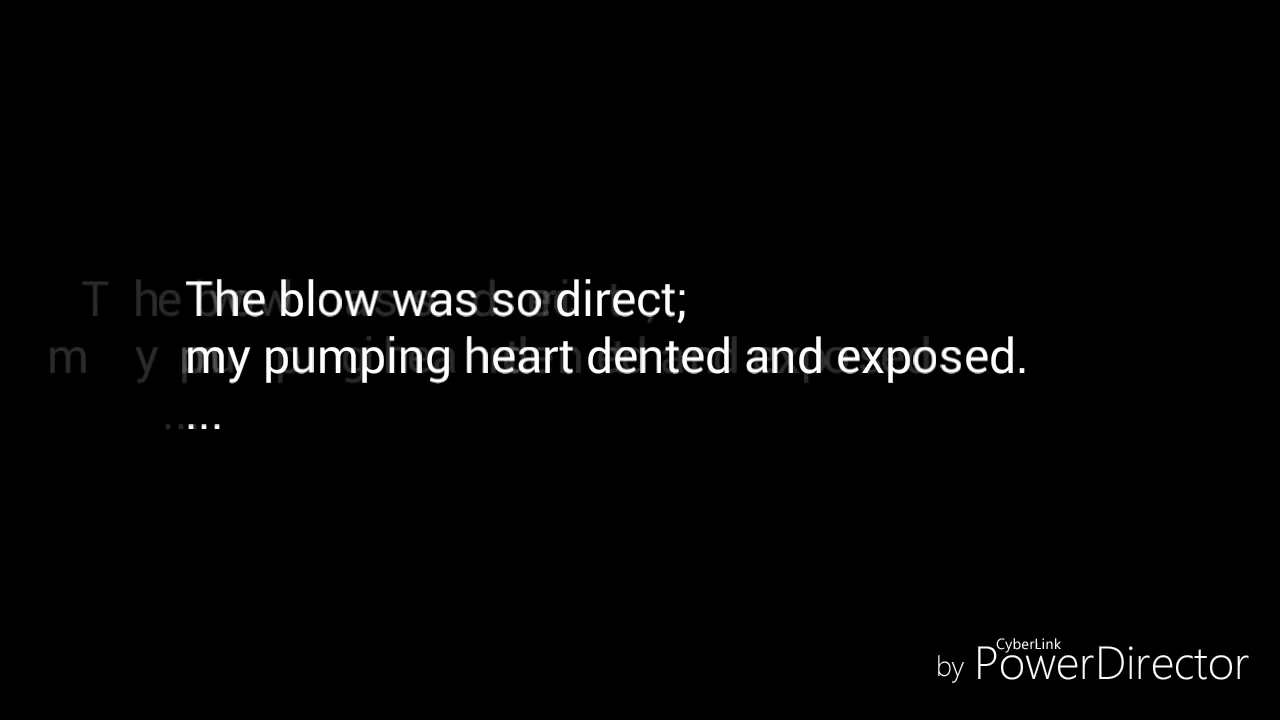 The blow was so direct;
my pumping heart dented and exposed.
...
by CyberLink PowerDirector